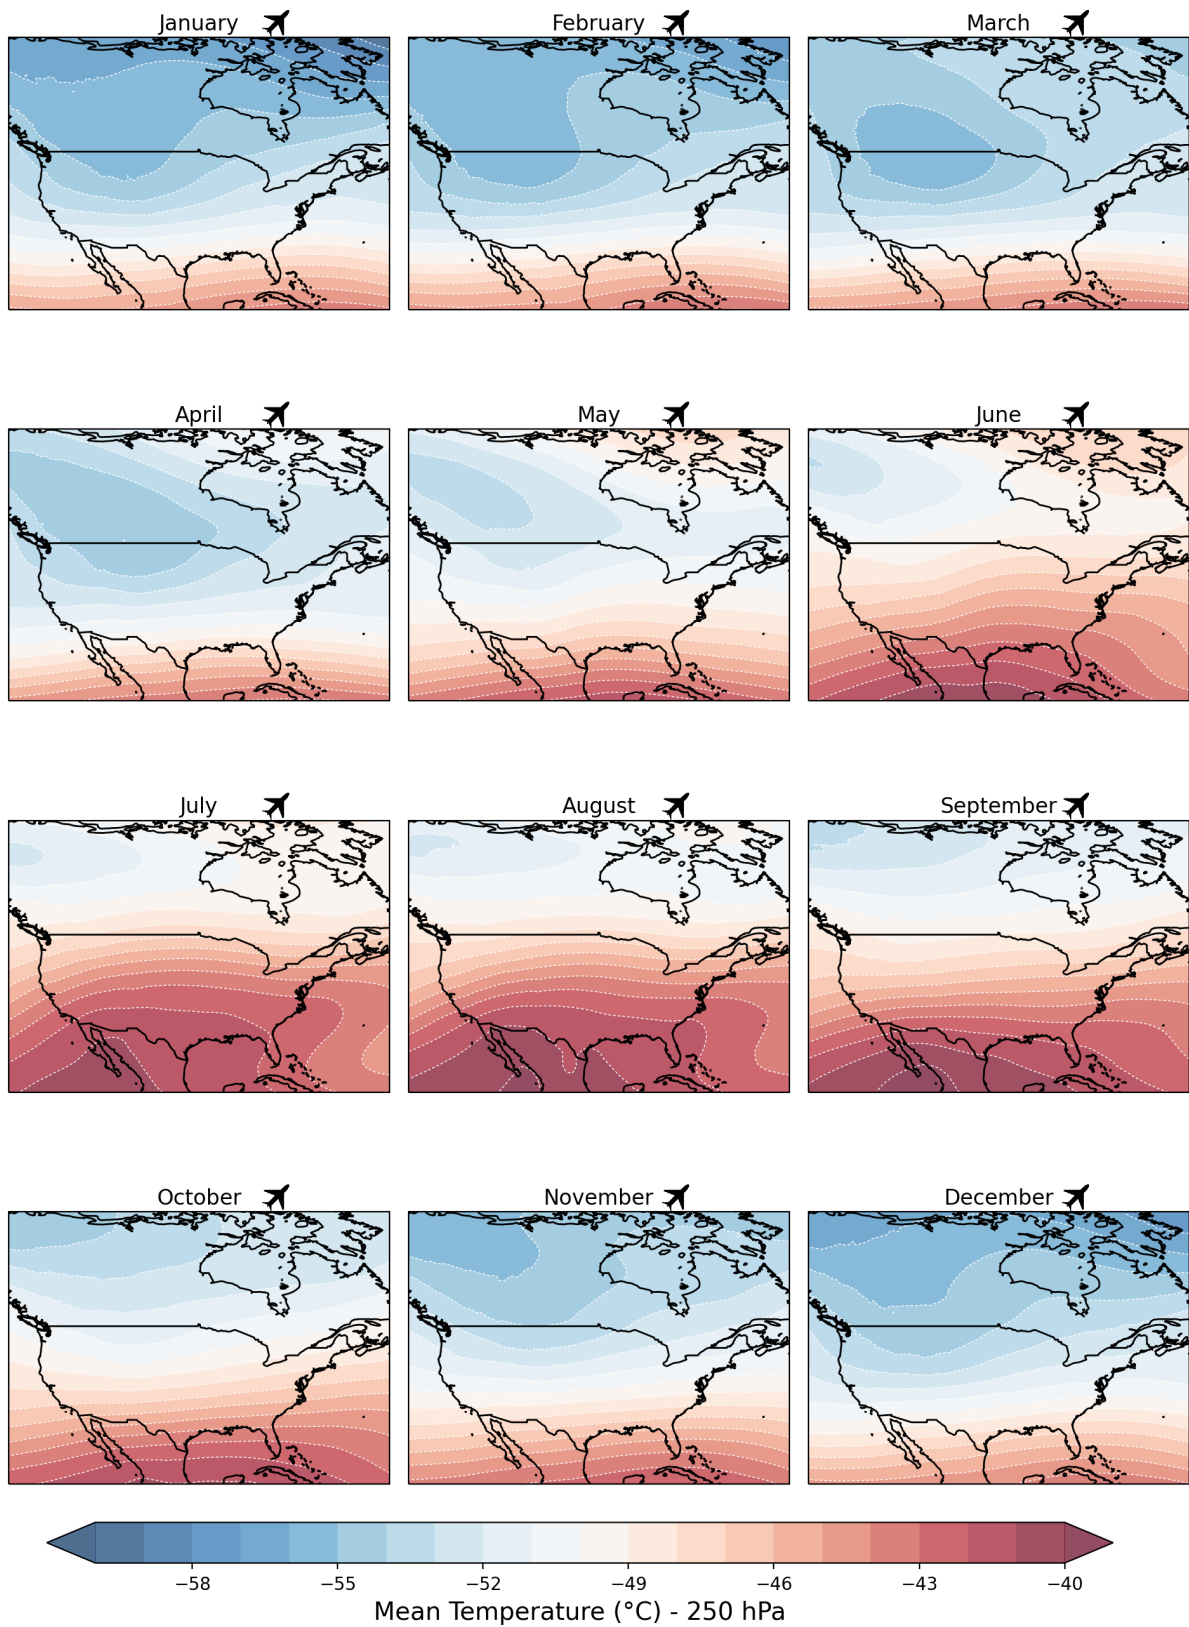 January
February
March
April
May
June
July
August
September
October
November
December
−58
−55
−52
−49
−46
−43
−40
Mean Temperature (°C) - 250 hPa